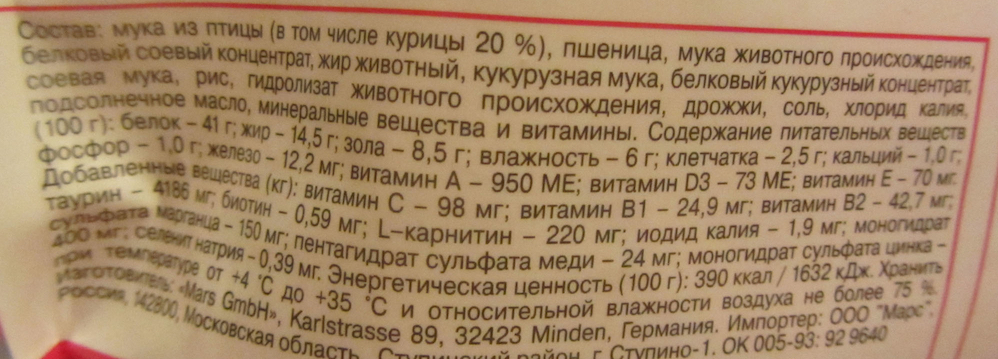 Состав: мука из птицы (в том числе курицы 20 %), пшеница, мука животного происхождения,
белковый соевый концентрат, жир животный, кукурузная мука, белковый кукурузный концентрат,
соевая мука, рис, гидролизат животного происхождения, дрожжи, соль, хлорид калия,
подсолнечное масло, минеральные вещества и витамины. Содержание питательных веществ
(100 г): белок – 41 г; жир – 14,5 г; зола – 8,5 г; влажность – 6 г; клетчатка – 2,5 г; кальций – 1,0 г;
фосфор – 1,0 г; железо – 12,2 мг; витамин А – 950 МЕ; витамин D3 – 73 МЕ; витамин Е – 70 мг.
Добавленные вещества (кг): витамин С – 98 мг; витамин В1 – 24,9 мг; витамин В2 – 42,7 мг;
таурин – 4186 мг; биотин – 0,59 мг; L–карнитин – 220 мг; иодид калия – 1,9 мг; моногидрат
сульфата марганца – 150 мг; пентагидрат сульфата меди – 24 мг; моногидрат сульфата цинка –
400 мг; селенит натрия – 0,39 мг. Энергетическая ценность (100 г): 390 ккал / 1632 кДж. Хранить
при температуре от +4 °С до +35 °С и относительной влажности воздуха не более 75 %.
Изготовитель: «Mars GmbH», Karlstrasse 89, 32423 Minden, Германия. Импортер: ООО "Марс",
Россия, 142800, Московская область, Ступинский район, г. Ступино-1. ОК 005-93: 92 9640